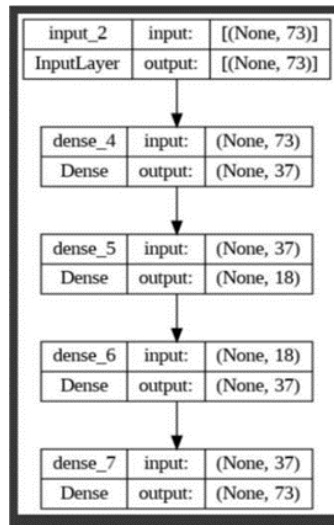 input_2 input: [(None, 73)]
InputLayer output: [(None, 73)]
dense_4 input: (None, 73)
Dense output: (None, 37)
dense_5 input: (None, 37)
Dense output: (None, 18)
dense_6 input: (None, 18)
Dense output: (None, 37)
dense_7 input: (None, 37)
Dense output: (None, 73)